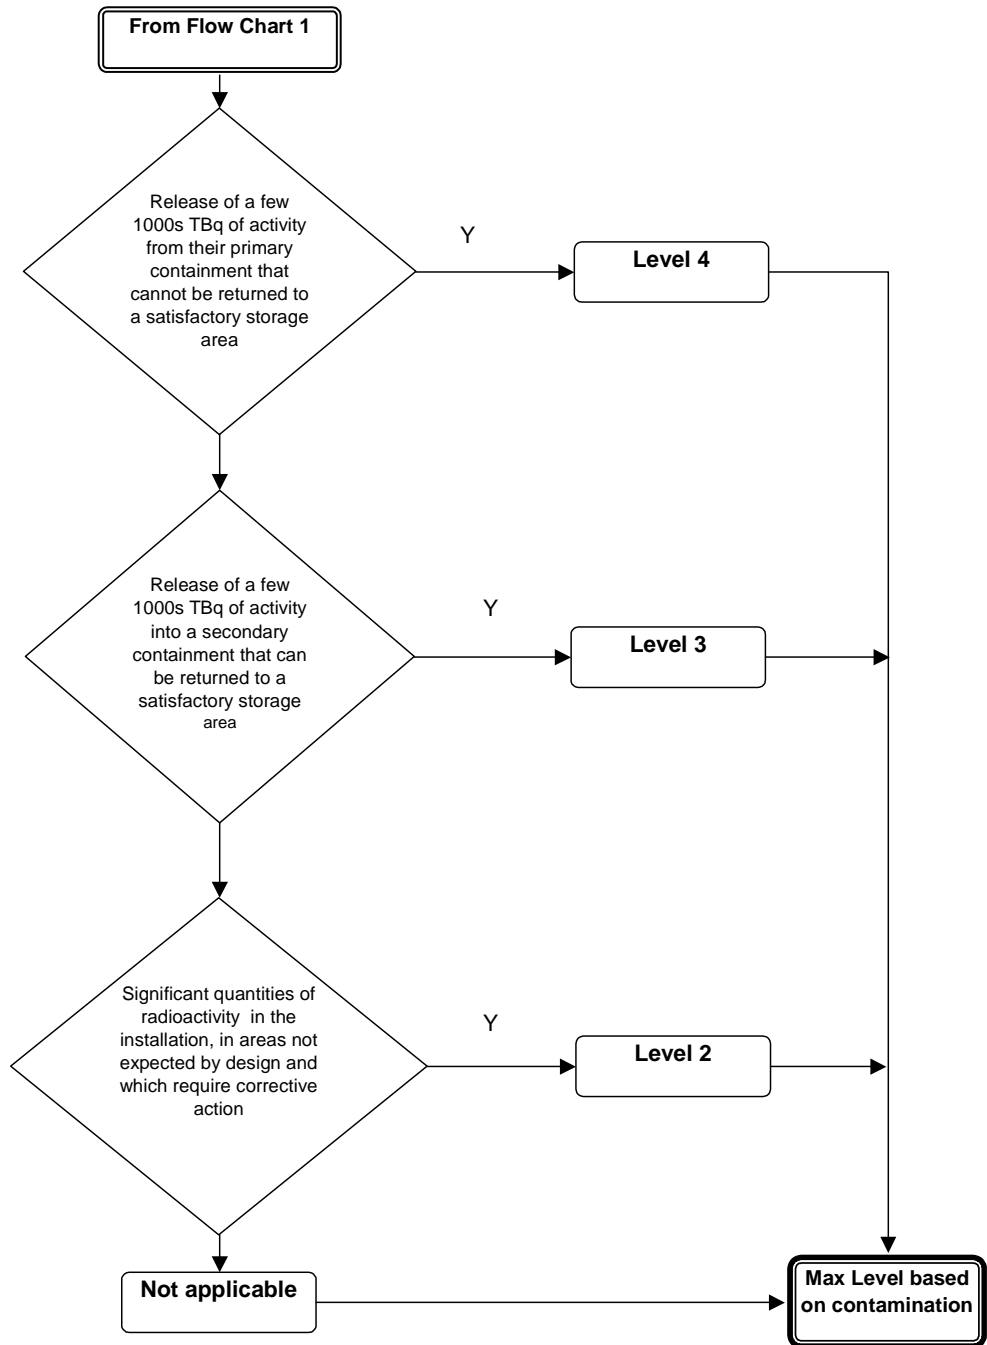 From Flow Chart 1
Release of a few
1000s TBq of activity
from their primary
containment that
cannot be returned to
a satisfactory storage
area
Y
Level 4
Release of a few
1000s TBq of activity
into a secondary
containment that can
be returned to a
satisfactory storage
area
Y
Level 3
Significant quantities of
radioactivity in the
installation, in areas not
expected by design and
which require corrective
action
Y
Level 2
Not applicable
Max Level based
on contamination